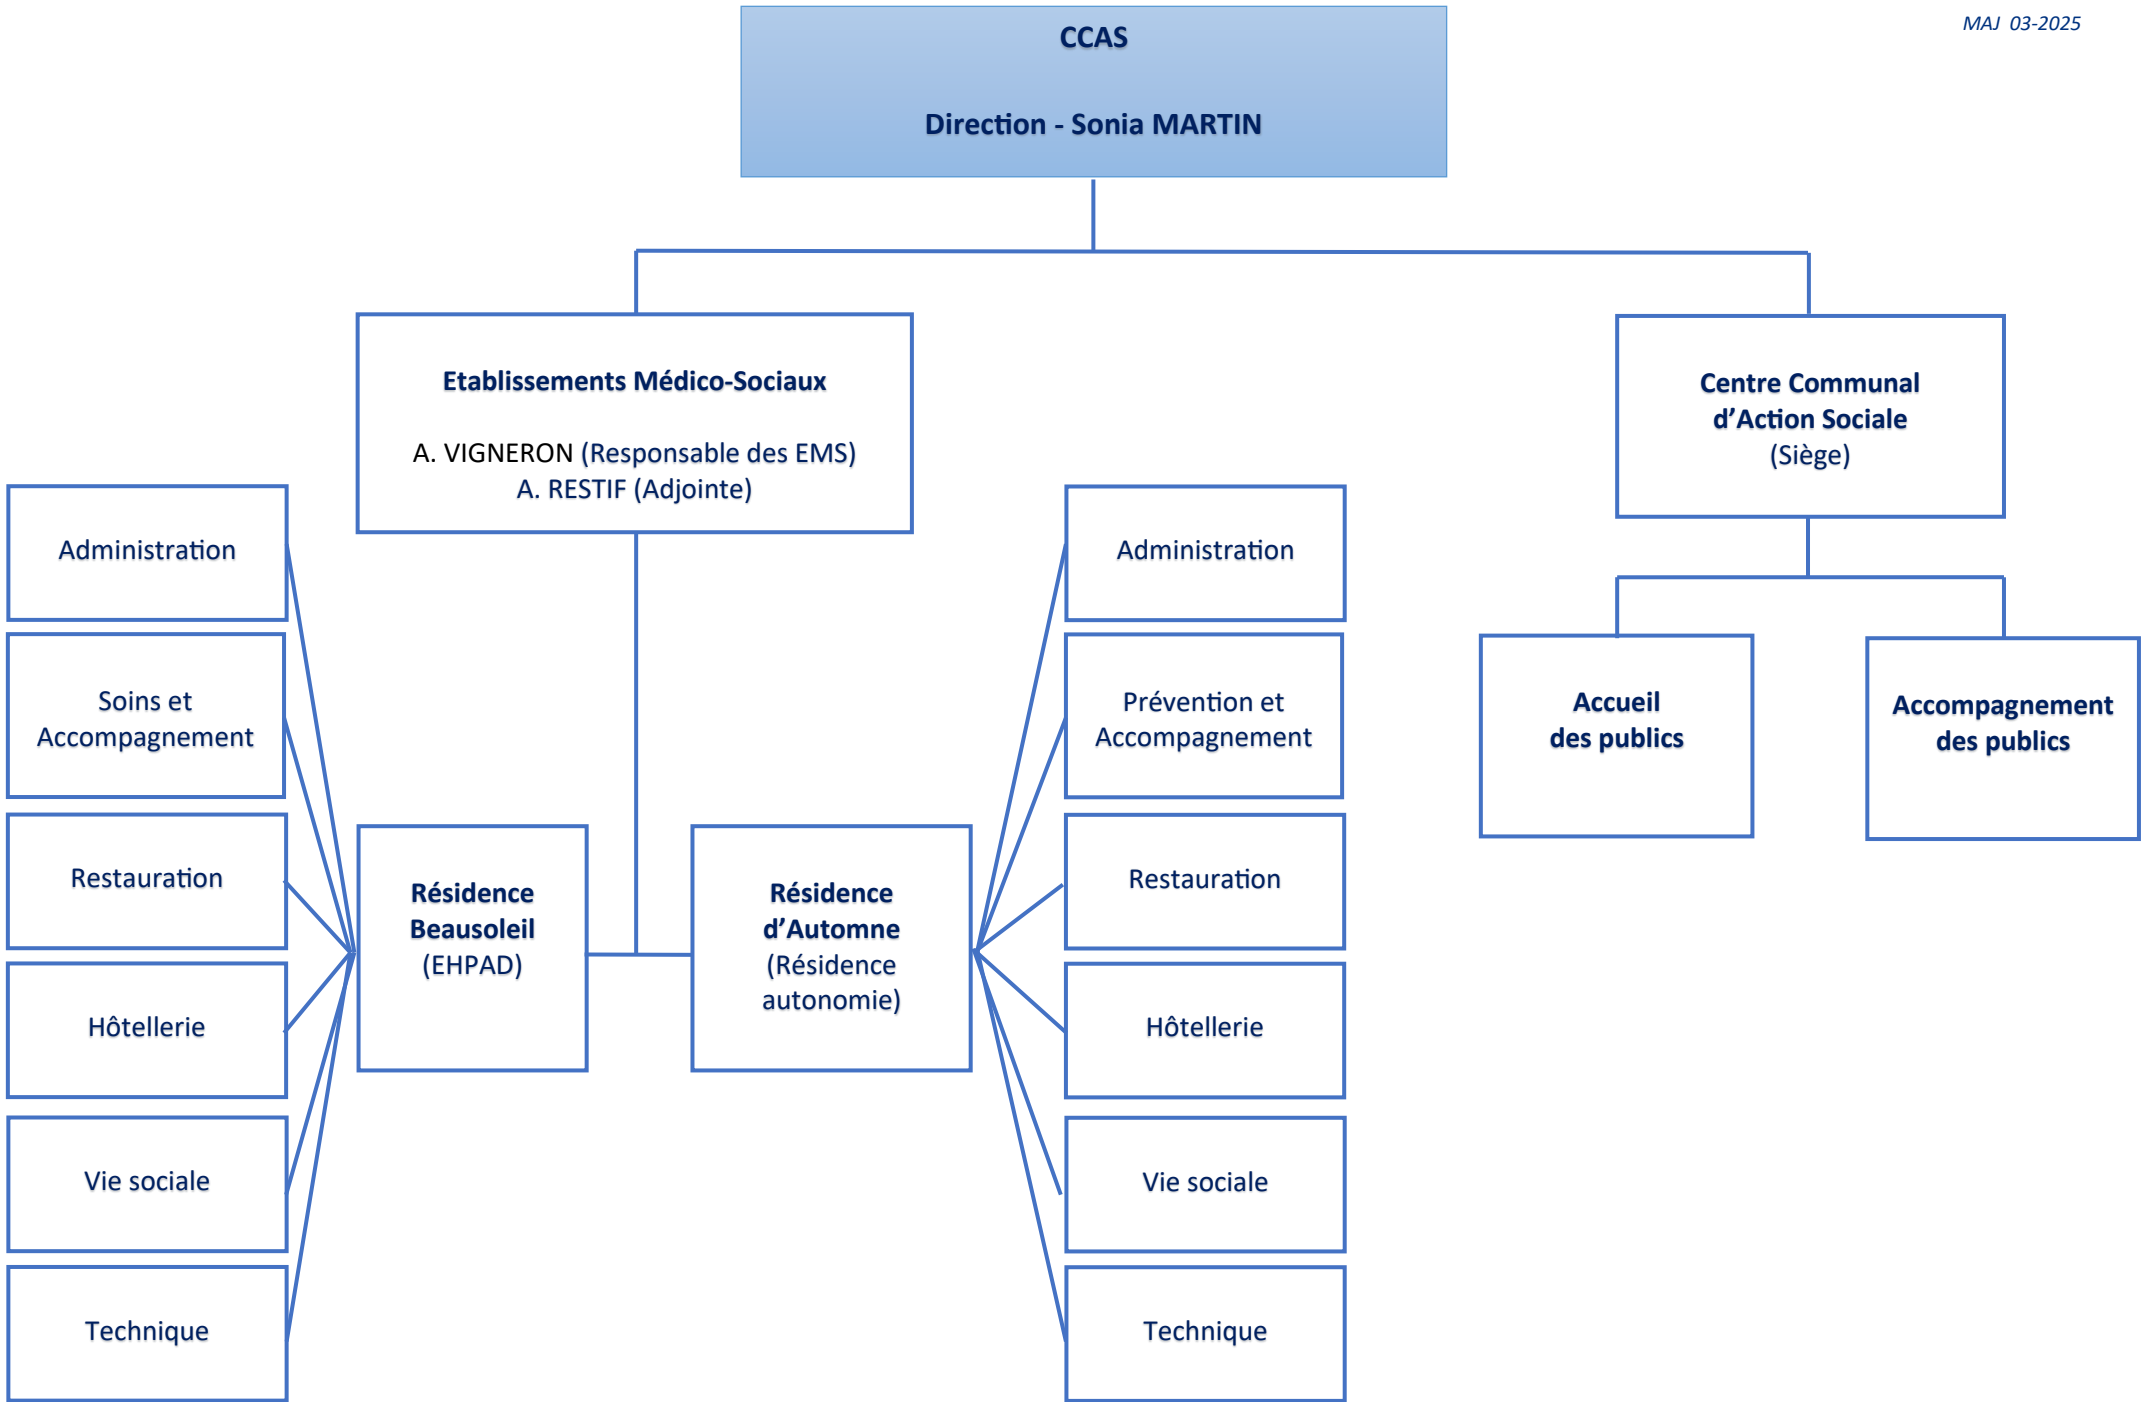 MAJ 03-2025
CCAS
Direction - Sonia MARTIN
Etablissements Médico-Sociaux
A. VIGNERON (Responsable des EMS)
A. RESTIF (Adjointe)
Centre Communal
d’Action Sociale
(Siège)
Administration
Soins et
Accompagnement
Restauration
Hôtellerie
Vie sociale
Technique
Résidence
Beausoleil
(EHPAD)
Résidence
d’Automne
(Résidence
autonomie)
Administration
Prévention et
Accompagnement
Restauration
Hôtellerie
Vie sociale
Technique
Accueil
des publics
Accompagnement
des publics